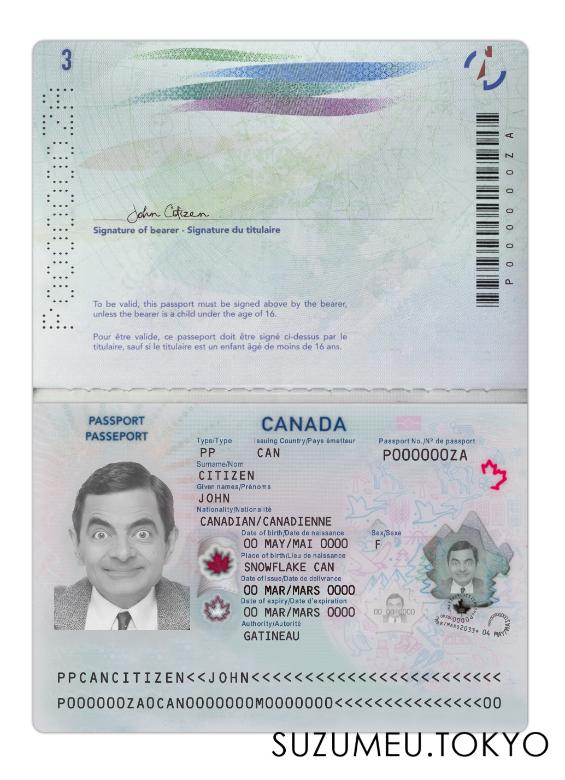 3
P000000ZA
John Citizen
Signature of bearer - Signature du titulaire
P000000ZA
To be valid, this passport must be signed above by the bearer,
unless the bearer is a child under the age of 16.
Pour être valide, ce passeport doit être signé ci-dessus par le
titulaire, sauf si le titulaire est un enfant âgé de moins de 16 ans.
PASSPORT
PASSEPORT
CANADA
Type/Type
Issuing Country/Pays émetteur
Passport No./Nº de passport
PP
CAN
P000000ZA
Surname/Nom
CITIZEN
Given names/Prénoms
JOHN
Nationality/Nationalité
CANADIAN/CANADIENNE
Date of birth/Date de naissance
Sex/Sexe
00 MAY/MAI 0000
F
Place of birth/Lieu de naissance
SNOWFLAKE CAN
Date of issue/Date de délivrance
00 MAR/MARS 0000
Date of expiry/Date d'expiration
00 MAR/MARS 0000
00 00/0000
Authority/Autorité
GATINEAU
PPCANCITIZEN<<JOHN<<<<<<<<<<<<<<<<<<<<<<<<
P000000ZA0CAN0000000M0000000<<<<<<<<<<<<<<00
SUZUMEU.TOKYO